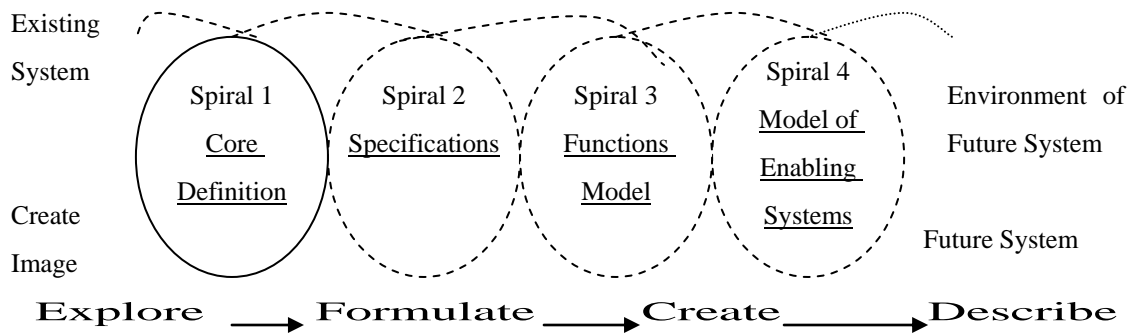 Existing
System
Spiral 1
Core
Definition
Spiral 2
Specifications
Spiral 3
Functions
Model
Spiral 4
Model of
Enabling
Systems
Environment of
Future System
Create
Image
Future System
Explore Formulate Create Describe